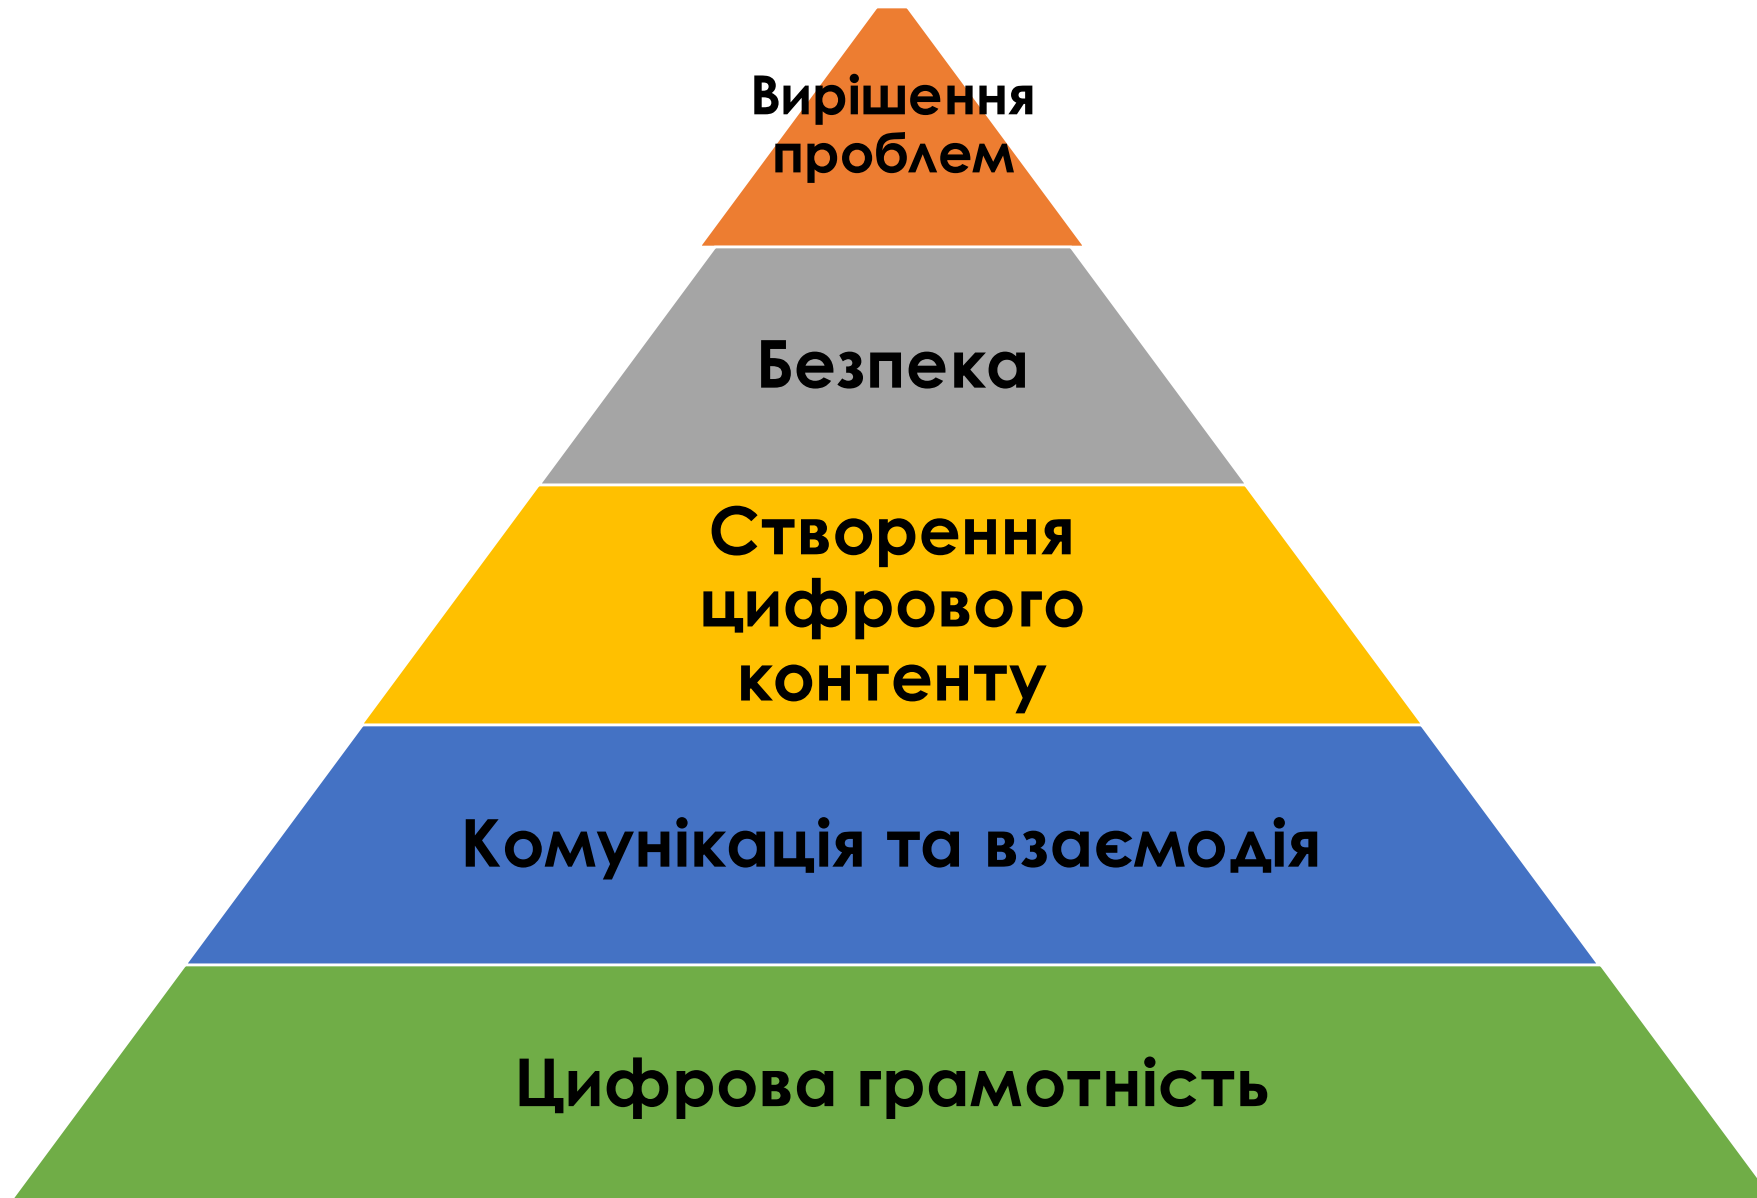 Вирішення
проблем
Безпека
Створення
цифрового
контенту
Комунікація та взаємодія
Цифрова грамотність